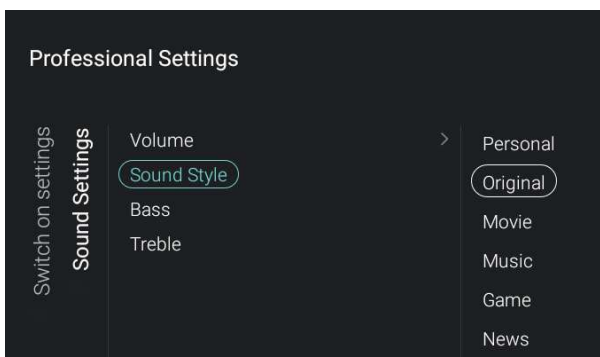 Professional Settings
Switch on settings
Sound Settings
Volume
Sound Style
Bass
Treble
Personal
Original
Movie
Music
Game
News